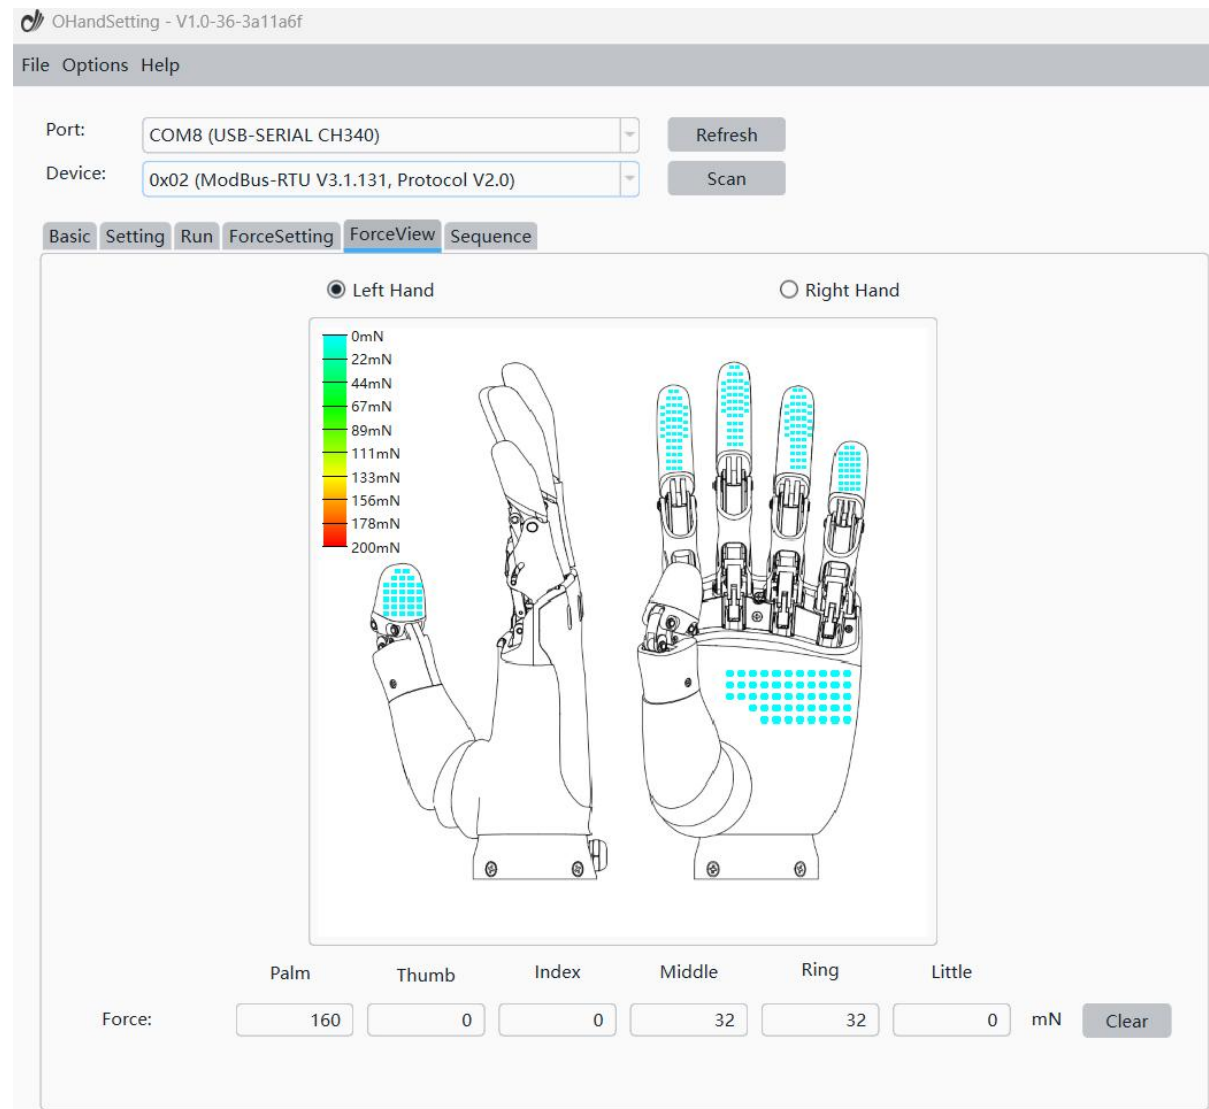 OHandSetting - V1.0-36-3a11a6f
File Options Help
Port: COM8 (USB-SERIAL CH340) Refresh
Device: 0x02 (ModBus-RTU V3.1.131, Protocol V2.0) Scan
Basic Setting Run ForceSetting ForceView Sequence
Left Hand Right Hand
0mN
22mN
44mN
67mN
89mN
111mN
133mN
156mN
178mN
200mN
Palm Thumb Index Middle Ring Little
Force: 160 0 0 32 32 0 mN Clear